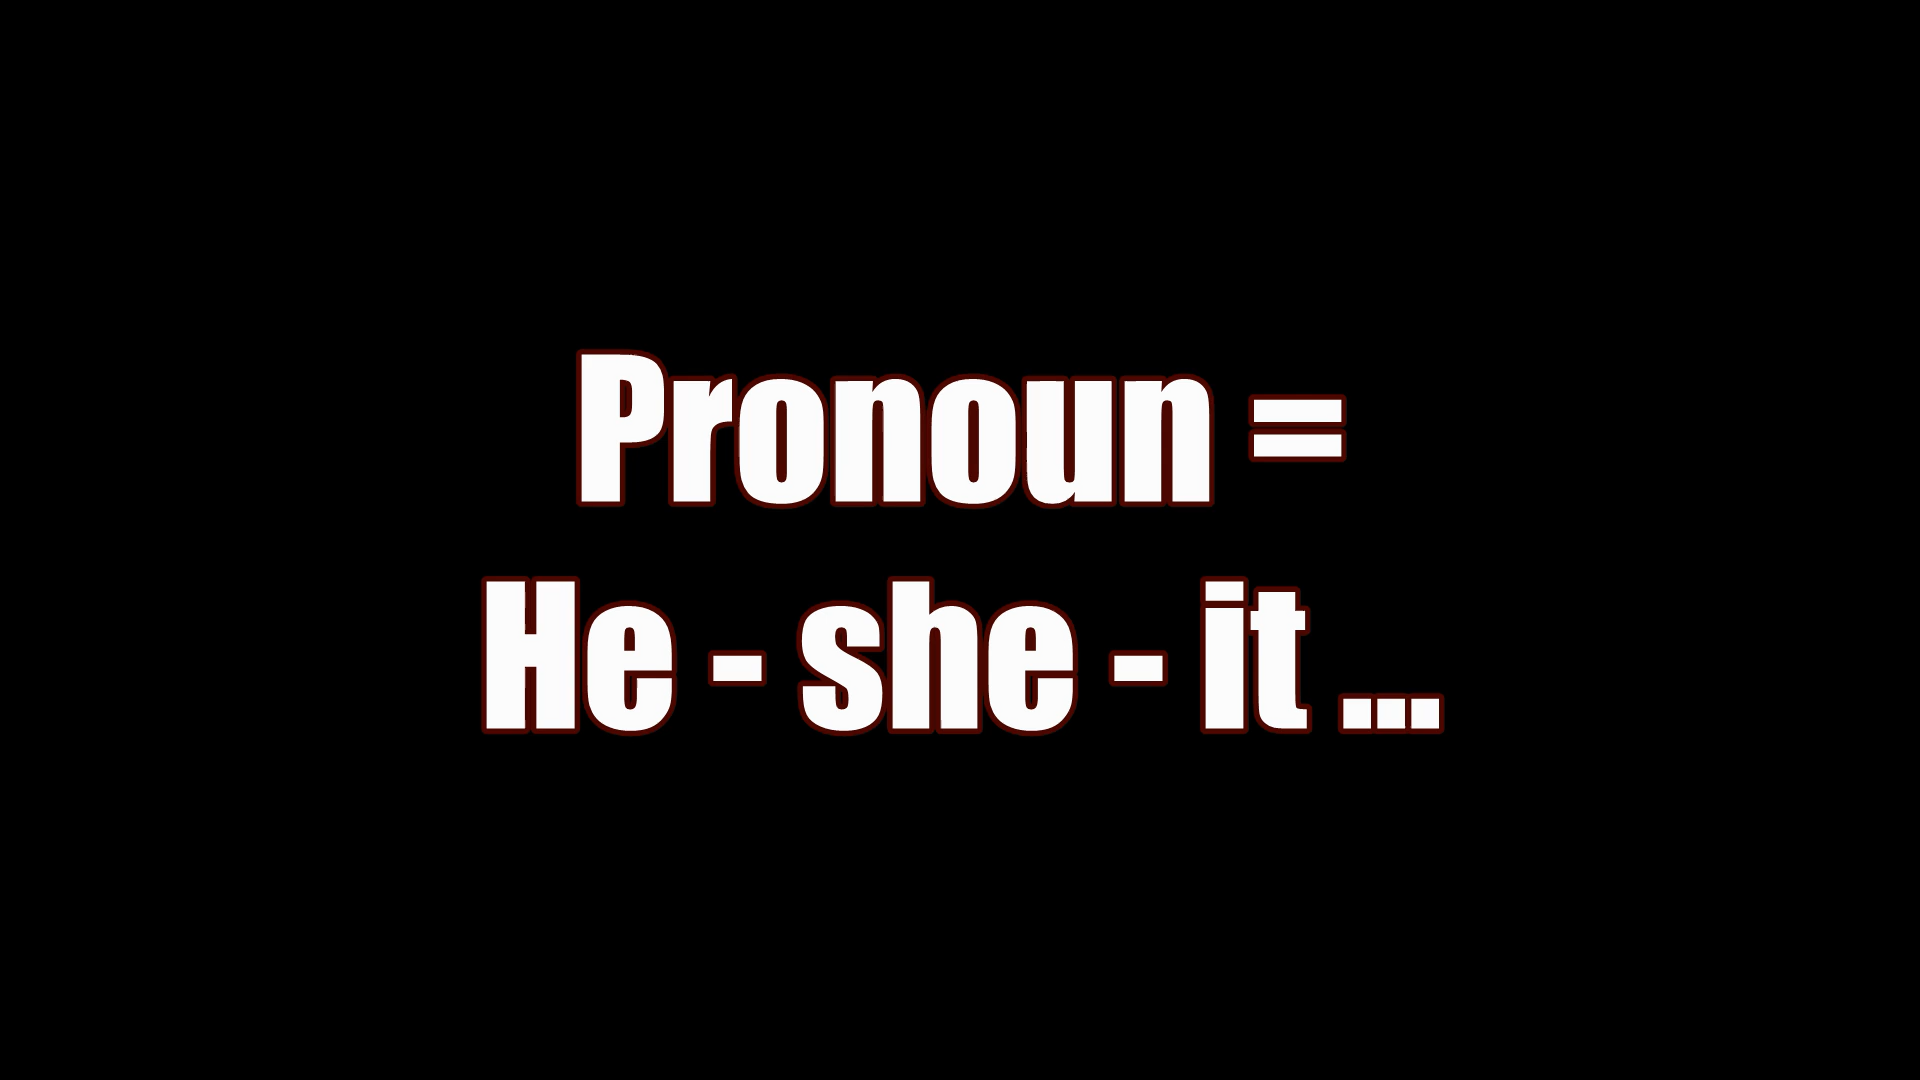 Pronoun =
He - she - it ...